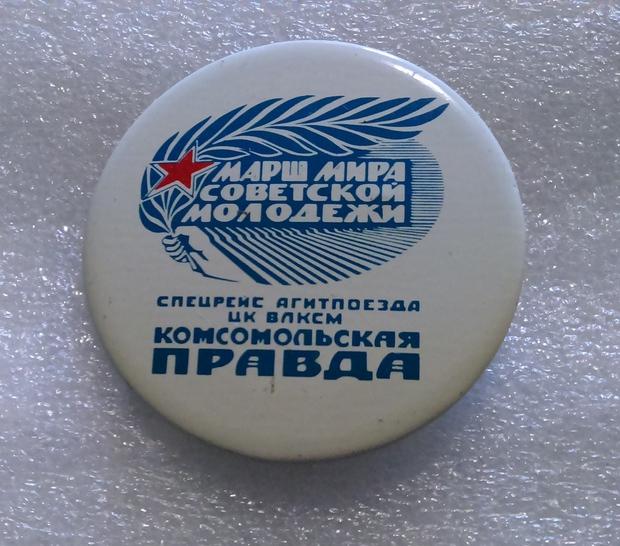 МАРШ МИРА
СОВЕТСКОЙ
МОЛОДЕЖИ
СПЕЦРЕЙС АГИТПОЕЗДА
ЦК ВЛКСМ
КОМСОМОЛЬСКАЯ
ПРАВДА